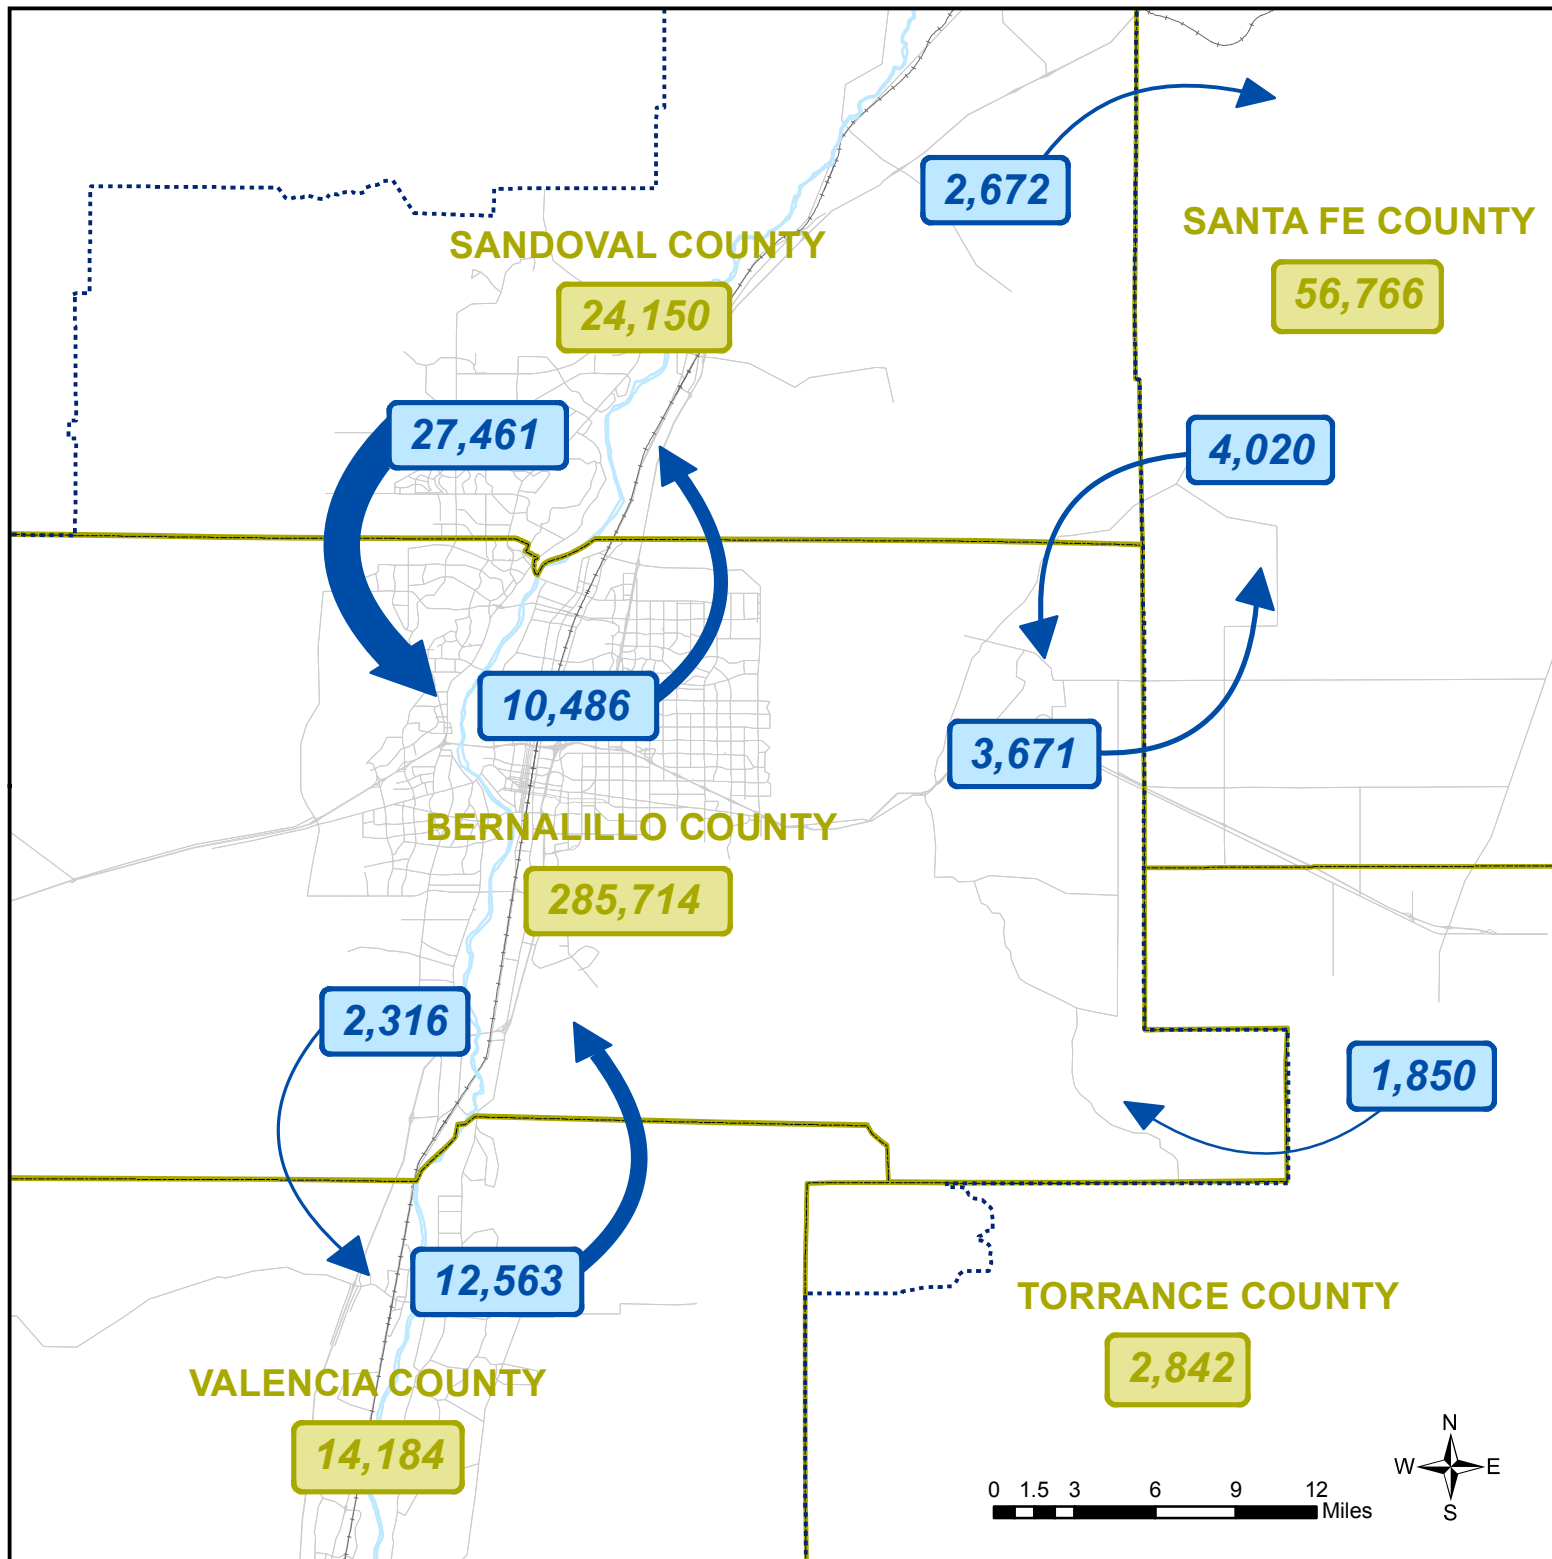 2,672
SANTA FE COUNTY
56,766
SANDOVAL COUNTY
24,150
27,461
4,020
10,486
3,671
BERNALILLO COUNTY
285,714
2,316
1,850
12,563
TORRANCE COUNTY
2,842
VALENCIA COUNTY
14,184
N
W E
S
0 1.5 3 6 9 12
Miles